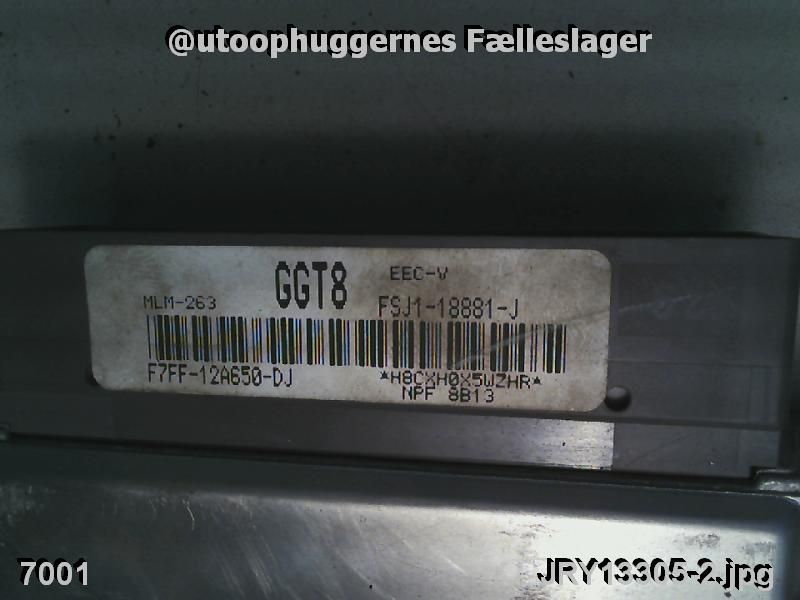 @utoophuggernes Fælleslager
GGT8 EEC-V
MLM-263 FSJ1-18881-J
F7FF-12A650-DJ *H8CXH0X5WZHR*
NPF 8B13
7001 JRY13305-2.jpg